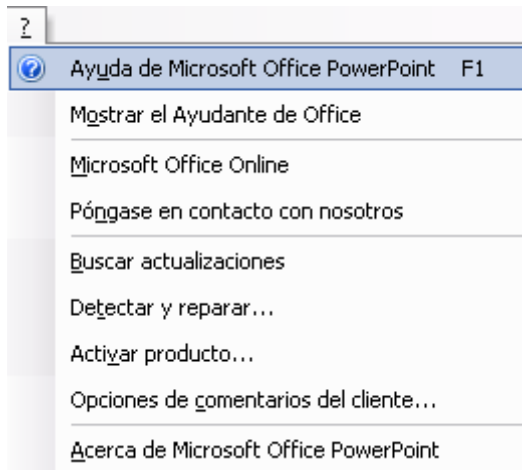 ?
Ayuda de Microsoft Office PowerPoint F1
Mostrar el Ayudante de Office
Microsoft Office Online
Póngase en contacto con nosotros
Buscar actualizaciones
Detectar y reparar...
Activar producto...
Opciones de comentarios del cliente...
Acerca de Microsoft Office PowerPoint